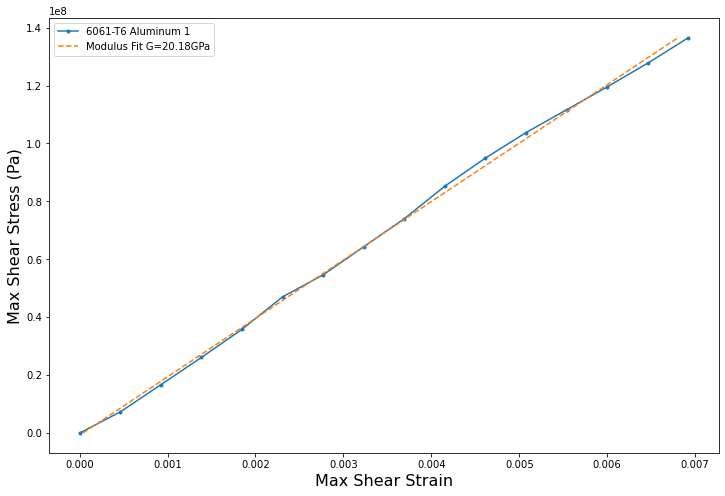 1e8
6061-T6 Aluminum 1
Modulus Fit G=20.18GPa
1.4
1.2
1.0
0.8
0.6
0.4
0.2
0.0
Max Shear Stress (Pa)
0.000 0.001 0.002 0.003 0.004 0.005 0.006 0.007
Max Shear Strain